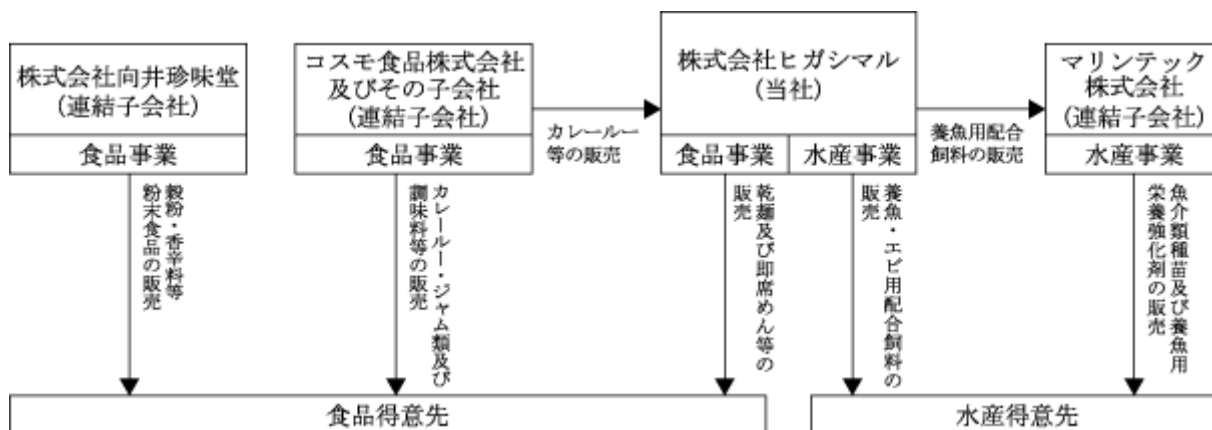 株式会社向井珍味堂
(連結子会社)
食品事業
コスモ食品株式会社
及びその子会社
(連結子会社)
食品事業
カレールー
等の販売
株式会社ヒガシマル
(当社)
食品事業
水産事業
養魚用配合
飼料の販売
マリンテック
株式会社
(連結子会社)
水産事業
穀粉・香辛料等
粉末食品の販売
カレールー・ジャム類及び
調味料等の販売
乾麺及び即席めん等の
販売
養魚・エビ用配合飼料の
販売
魚介類種苗及び養魚用
栄養強化剤の販売
食品得意先
水産得意先